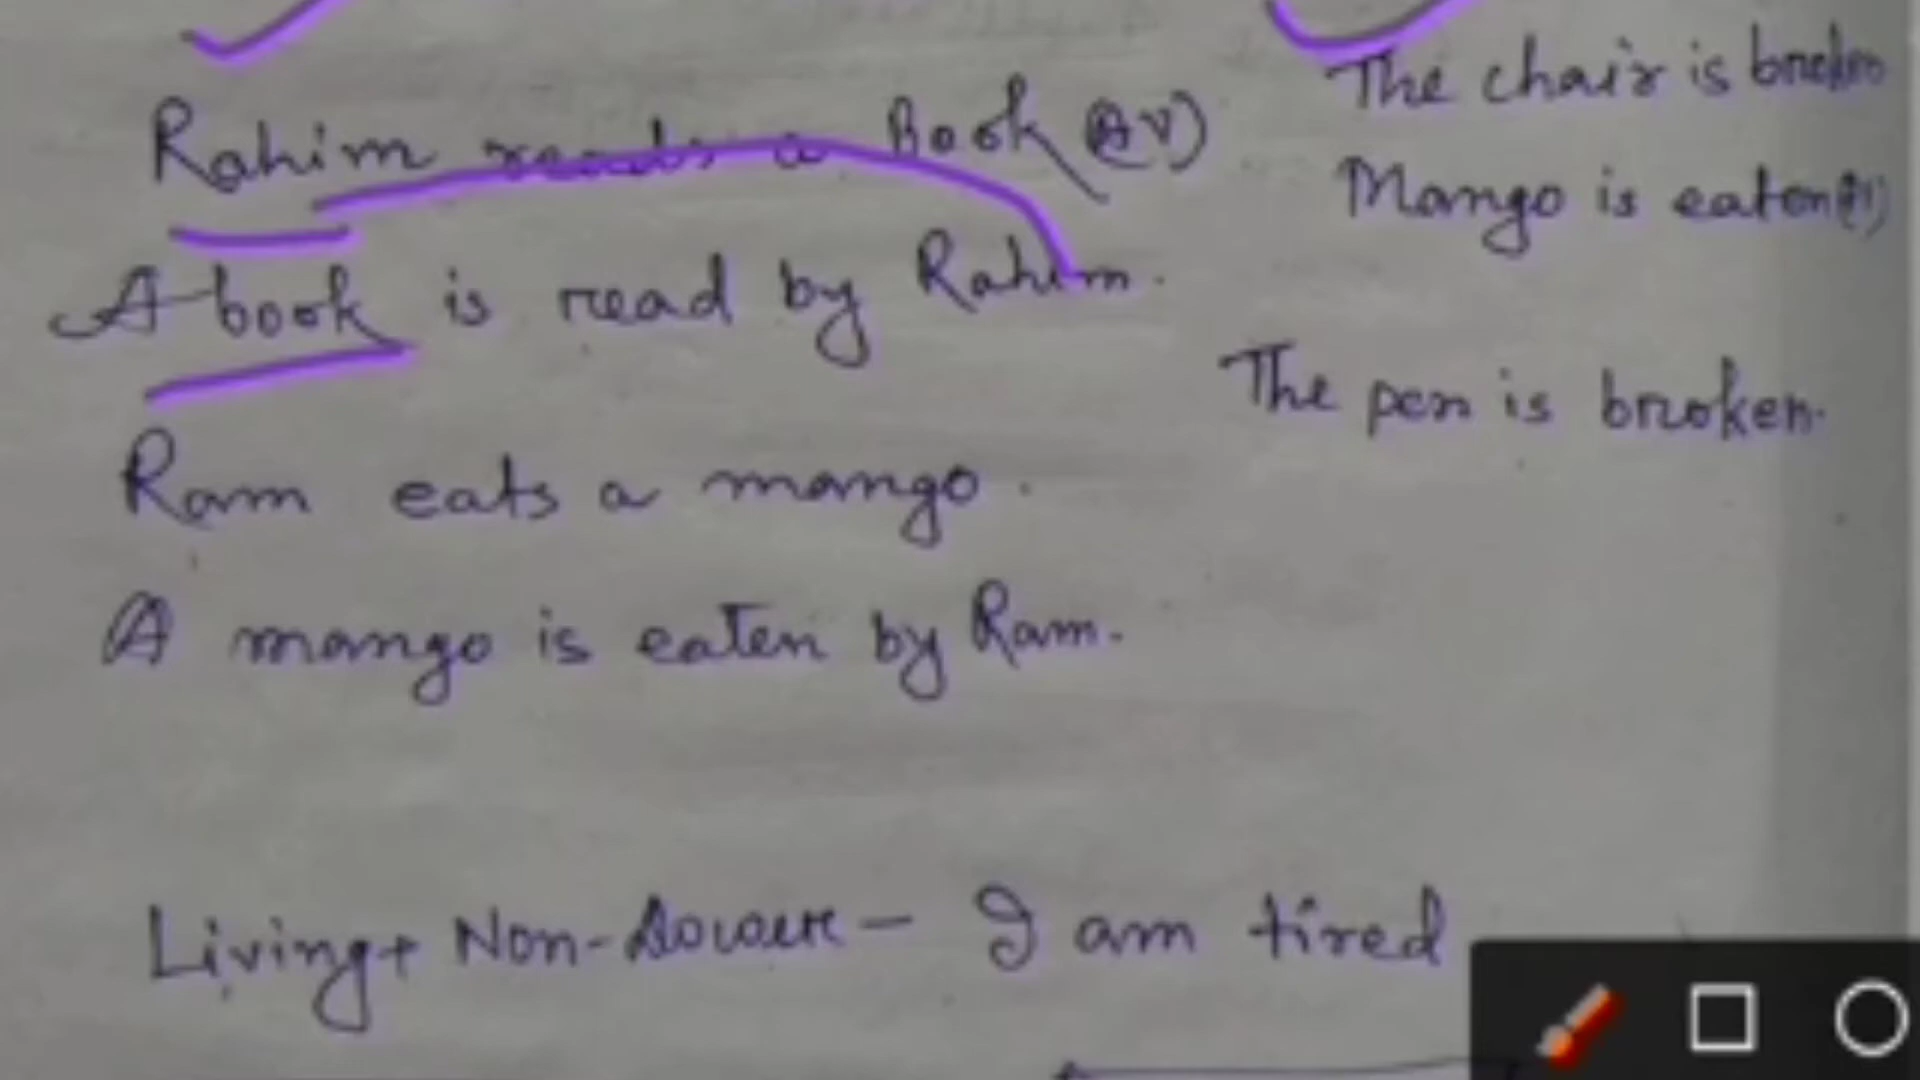 Rahim reads a Book (AV)
A book is read by Rahim.
Ram eats a mango.
A mango is eaten by Ram.
The chair is broken
Mango is eaten
The pen is broken.
Living + Non- – I am tired